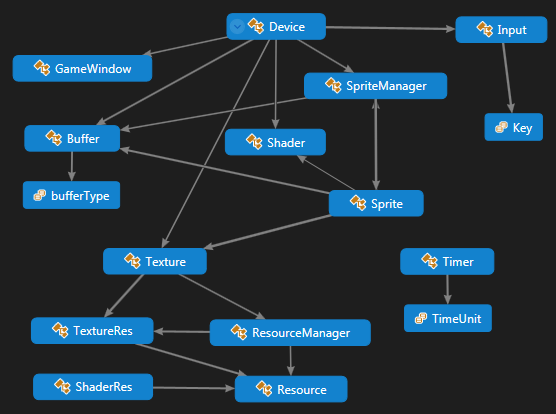 Device
Input
GameWindow
SpriteManager
Key
Buffer
Shader
bufferType
Sprite
Texture
Timer
TimeUnit
TextureRes
ResourceManager
ShaderRes
Resource